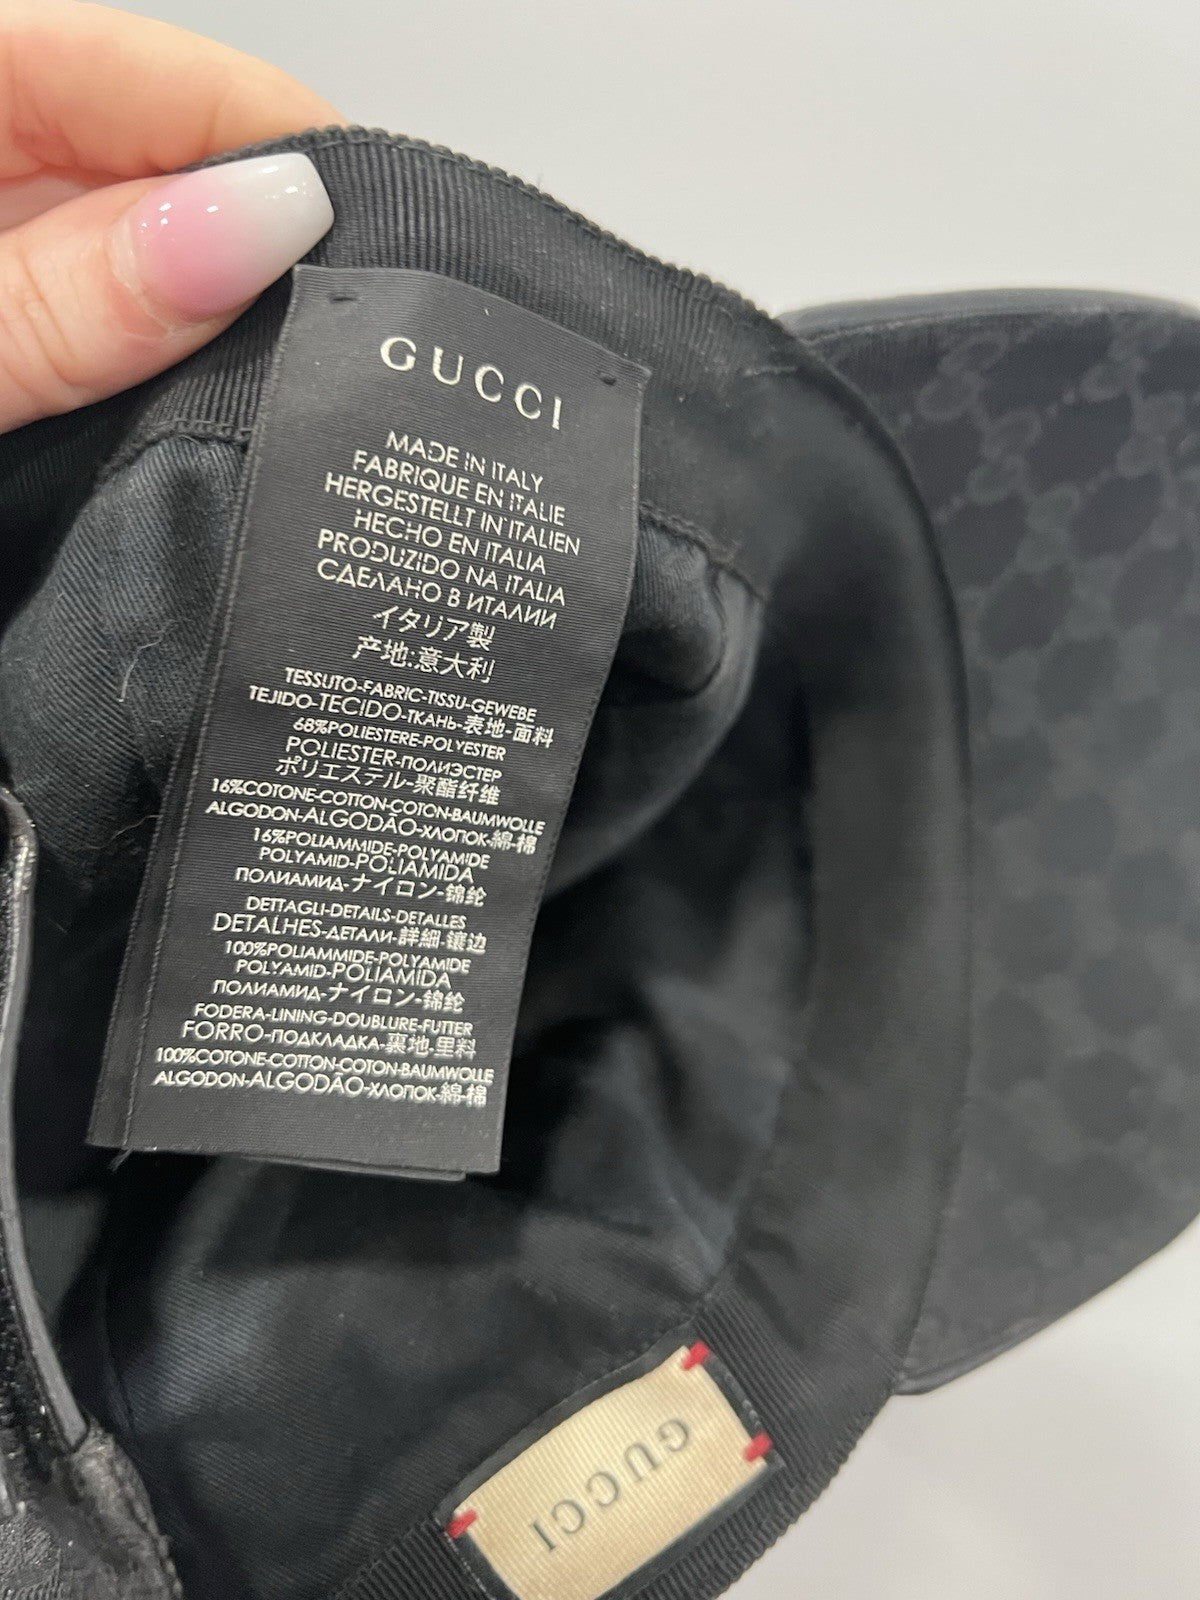 GUCCI
MADE IN ITALY
FABRIQUE EN ITALIE
HERGESTELLT IN ITALIEN
HECHO EN ITALIA
PRODUZIDO NA ITALIA
СДЕЛАНО В ИТАЛИИ
イタリア製
产地:意大利
TESSUTO-FABRIC-TISSU-GEWEBE
TEJIDO-TECIDO-ТКАНЬ-表地-面料
68%POLIESTERE-POLYESTER
POLIESTER-ПОЛИЭСТЕР
ポリエステル-聚酯纤维
16%COTONE-COTTON-COTON-BAUMWOLLE
ALGODON-ALGODÃO-ХЛОПОК-綿-棉
16%POLIAMMIDE-POLYAMIDE
POLYAMID-POLIAMIDA
ПОЛИАМИД-ナイロン-锦纶
DETTAGLI-DETAILS-DETALLES
DETALHES-ДЕТАЛИ-詳細-镶边
100%POLIAMMIDE-POLYAMIDE
POLYAMID-POLIAMIDA
ПОЛИАМИД-ナイロン-锦纶
FODERA-LINING-DOUBLURE-FUTTER
FORRO-ПОДКЛАДКА-裏地-里料
100%COTONE-COTTON-COTON-BAUMWOLLE
ALGODON-ALGODÃO-ХЛОПОК-綿-棉
GUCCI